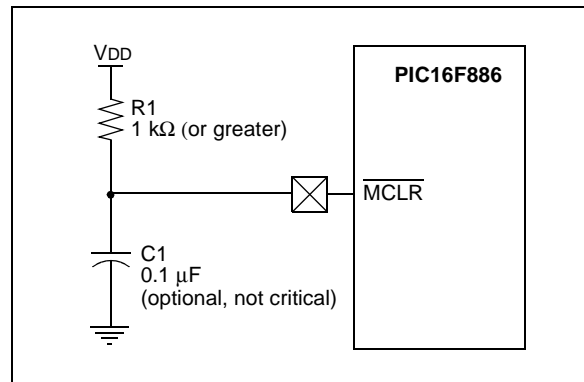 VDD
PIC16F886
R1
1 kΩ (or greater)
MCLR
C1
0.1 μF
(optional, not critical)